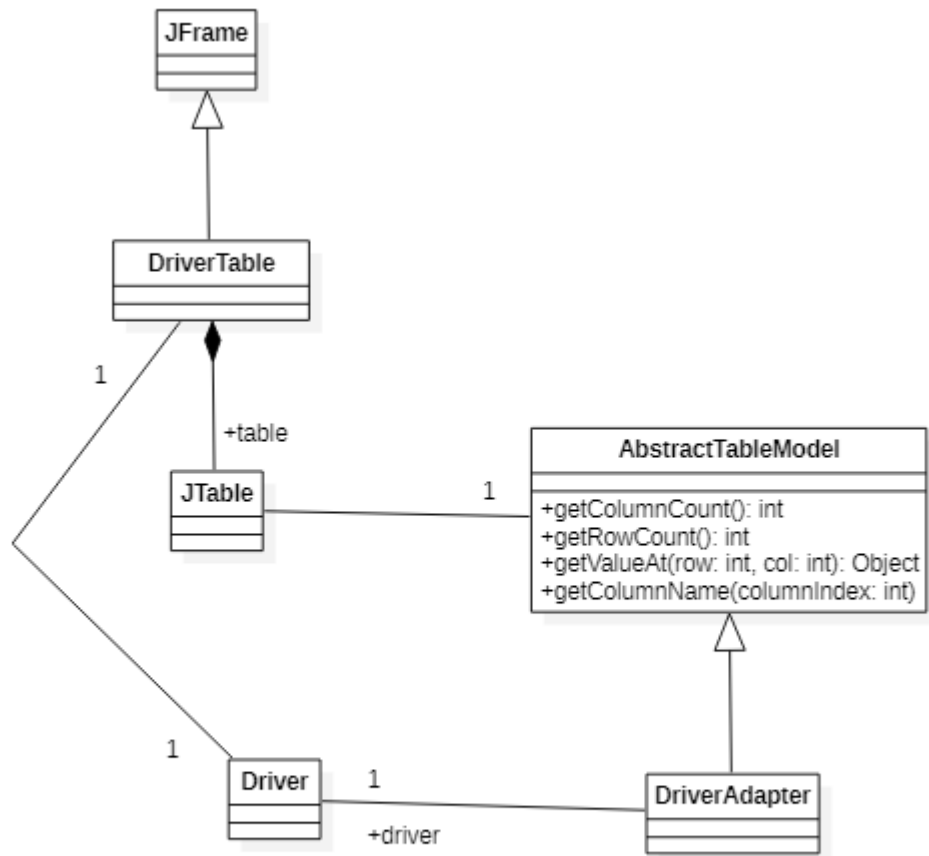 JFrame
DriverTable
1
+table
JTable
1
AbstractTableModel
+getColumnCount(): int
+getRowCount(): int
+getValueAt(row: int, col: int): Object
+getColumnName(columnIndex: int)
1
Driver
1
+driver
DriverAdapter